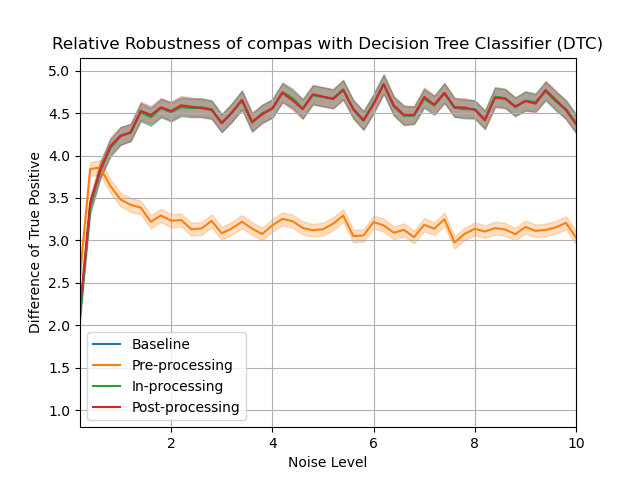 Relative Robustness of compas with Decision Tree Classifier (DTC)
Difference of True Positive
5.0
4.5
4.0
3.5
3.0
2.5
2.0
1.5
1.0
Baseline
Pre-processing
In-processing
Post-processing
2 4 6 8 10
Noise Level